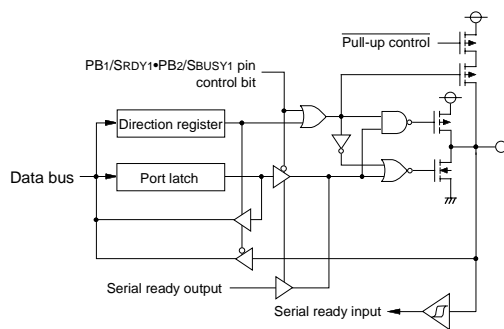 Pull-up control
PB1/SRDY1•PB2/SBUSY1 pin
control bit
Direction register
Data bus
Port latch
Serial ready output
Serial ready input